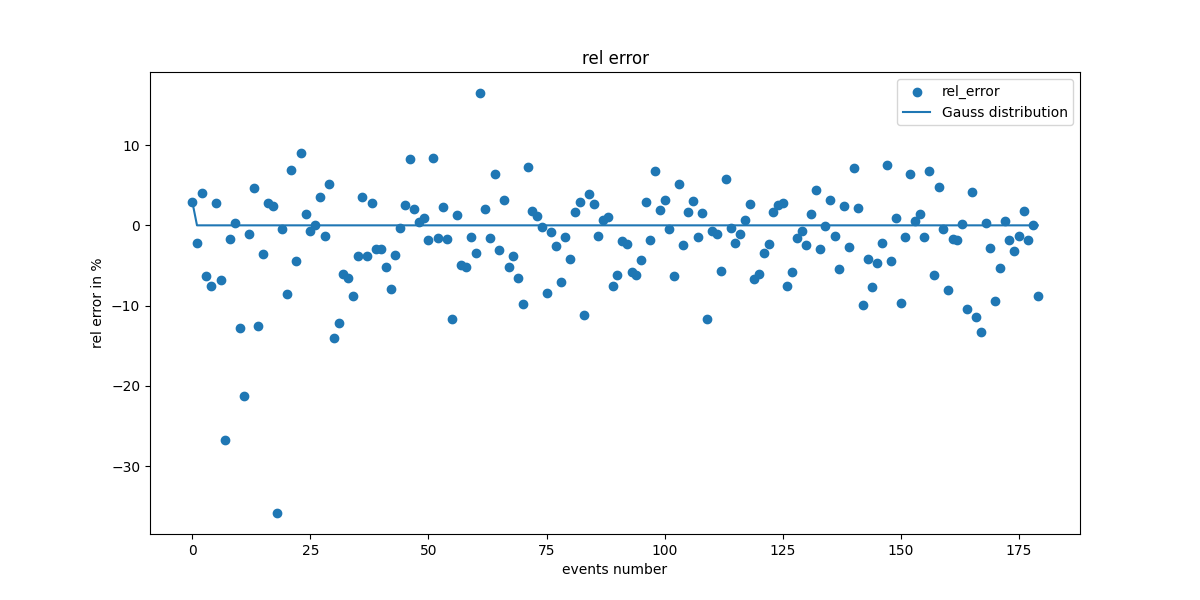 rel error
rel_error
Gauss distribution
10
0
−10
−20
−30
rel error in %
0 25 50 75 100 125 150 175
events number